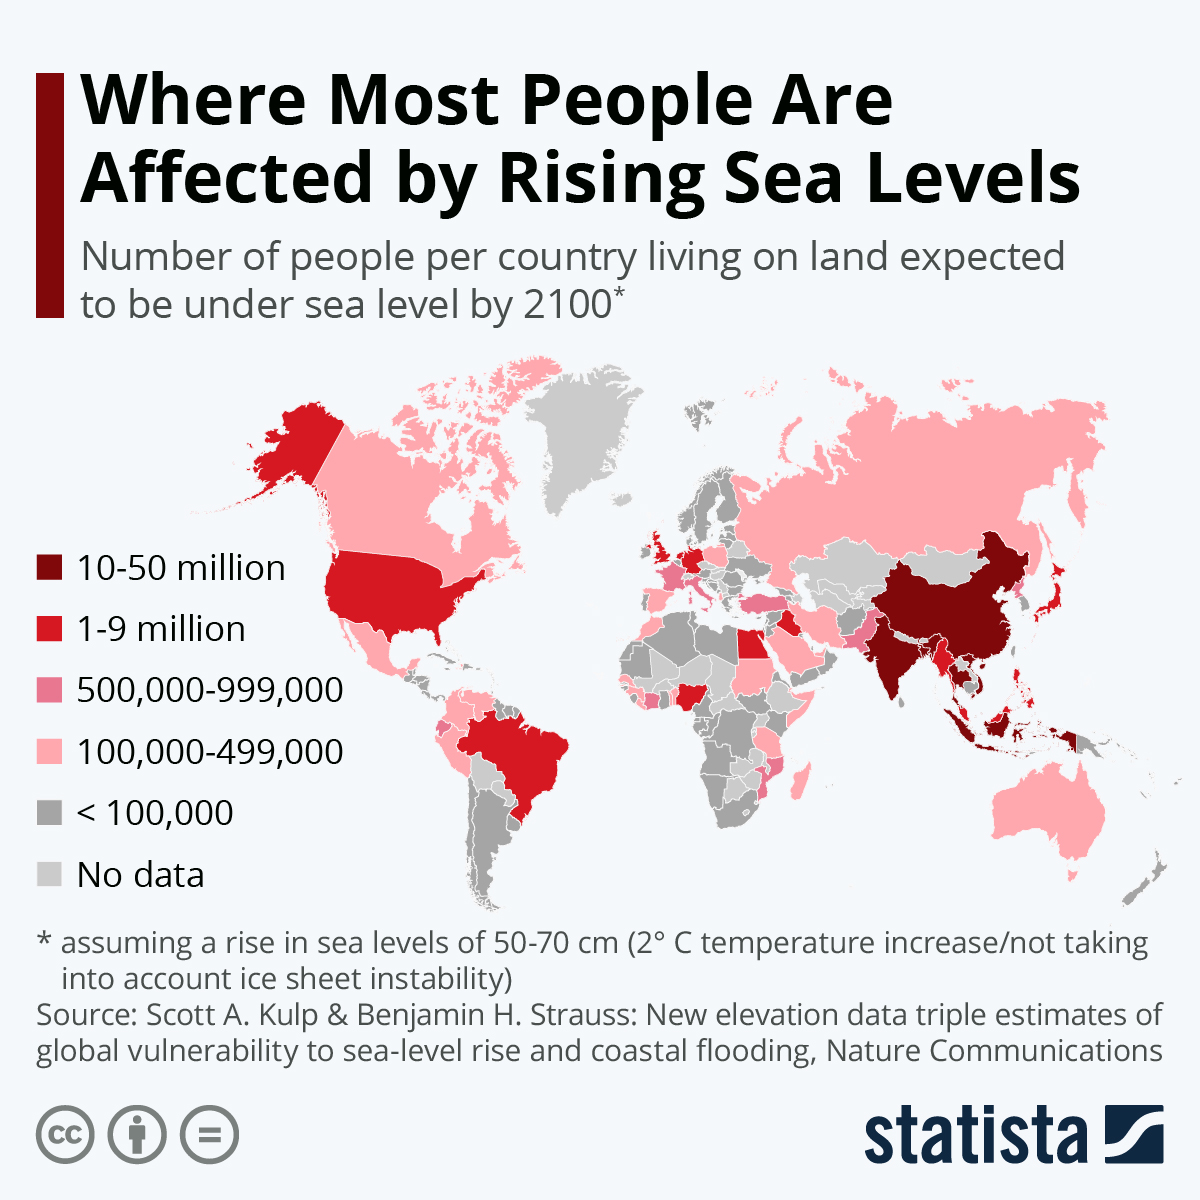 Where Most People Are
Affected by Rising Sea Levels
Number of people per country living on land expected
to be under sea level by 2100*
10-50 million
1-9 million
500,000-999,000
100,000-499,000
< 100,000
No data
* assuming a rise in sea levels of 50-70 cm (2° C temperature increase/not taking
into account ice sheet instability)
Source: Scott A. Kulp & Benjamin H. Strauss: New elevation data triple estimates of
global vulnerability to sea-level rise and coastal flooding, Nature Communications
cc
statista